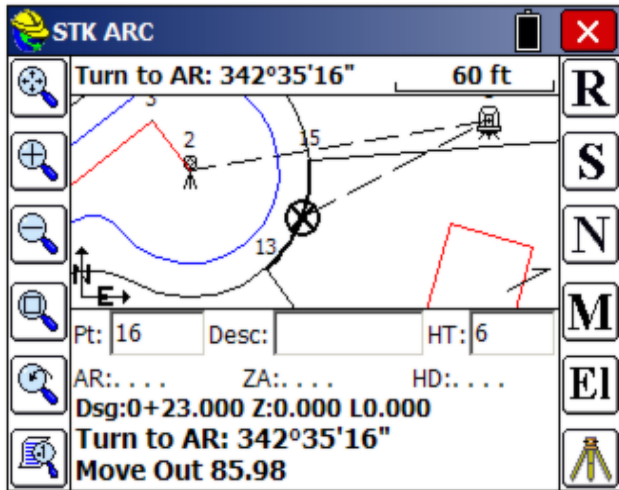 STK ARC
Turn to AR: 342°35'16" 60 ft R
2 15 S
N
13
N
E
M
Pt: 16 Desc: HT: 6
AR:. . . . ZA:. . . . HD:. . . . El
Dsg:0+23.000 Z:0.000 L0.000
Turn to AR: 342°35'16"
Move Out 85.98